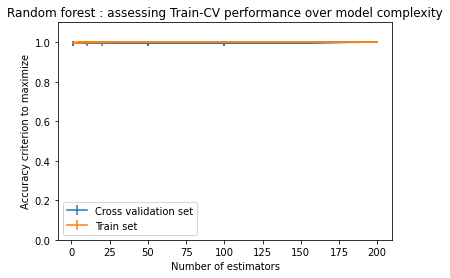 Random forest : assessing Train-CV performance over model complexity
Accuracy criterion to maximize
1.0
0.8
0.6
0.4
0.2
0.0
Cross validation set
Train set
0 25 50 75 100 125 150 175 200
Number of estimators